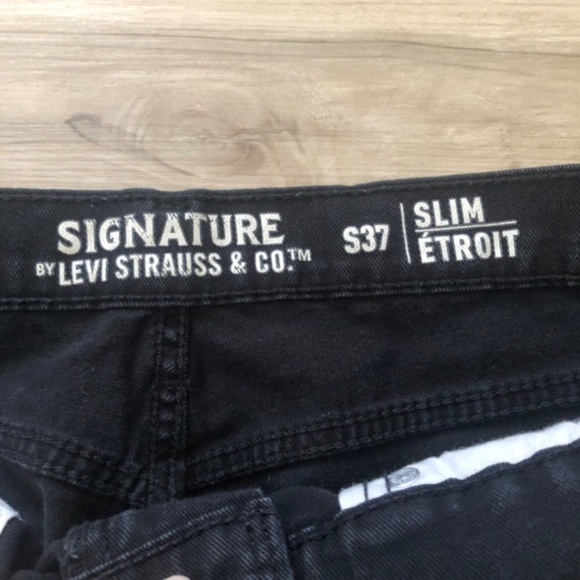 SIGNATURE
BY LEVI STRAUSS & CO.™
S37
SLIM
ÉTROIT